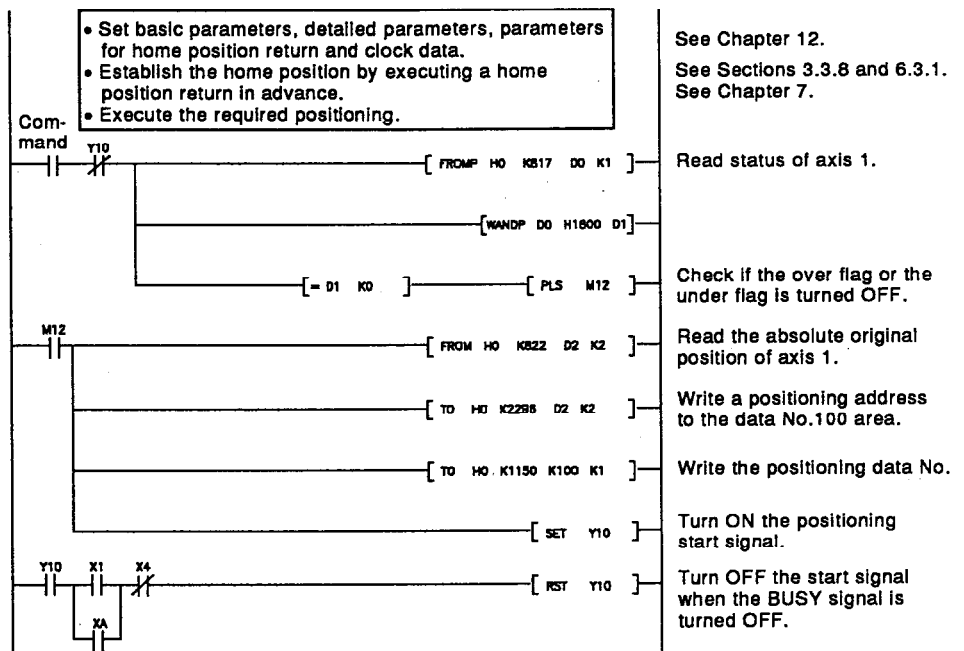 • Set basic parameters, detailed parameters, parameters
for home position return and clock data.
• Establish the home position by executing a home
position return in advance.
• Execute the required positioning.
See Chapter 12.
See Sections 3.3.8 and 6.3.1.
See Chapter 7.
Com-
mand
Y10
[ FROMP H0 K817 D0 K1 ]
Read status of axis 1.
[WANDP D0 H1600 D1]
[= D1 K0 ]
[ PLS M12 ]
Check if the over flag or the
under flag is turned OFF.
M12
[ FROM H0 K822 D2 K2 ]
Read the absolute original
position of axis 1.
[ TO H0 K2296 D2 K2 ]
Write a positioning address
to the data No.100 area.
[ TO H0 K1150 K100 K1 ]
Write the positioning data No.
[ SET Y10 ]
Turn ON the positioning
start signal.
Y10 X1 X4
[ RST Y10 ]
Turn OFF the start signal
when the BUSY signal is
turned OFF.
XA